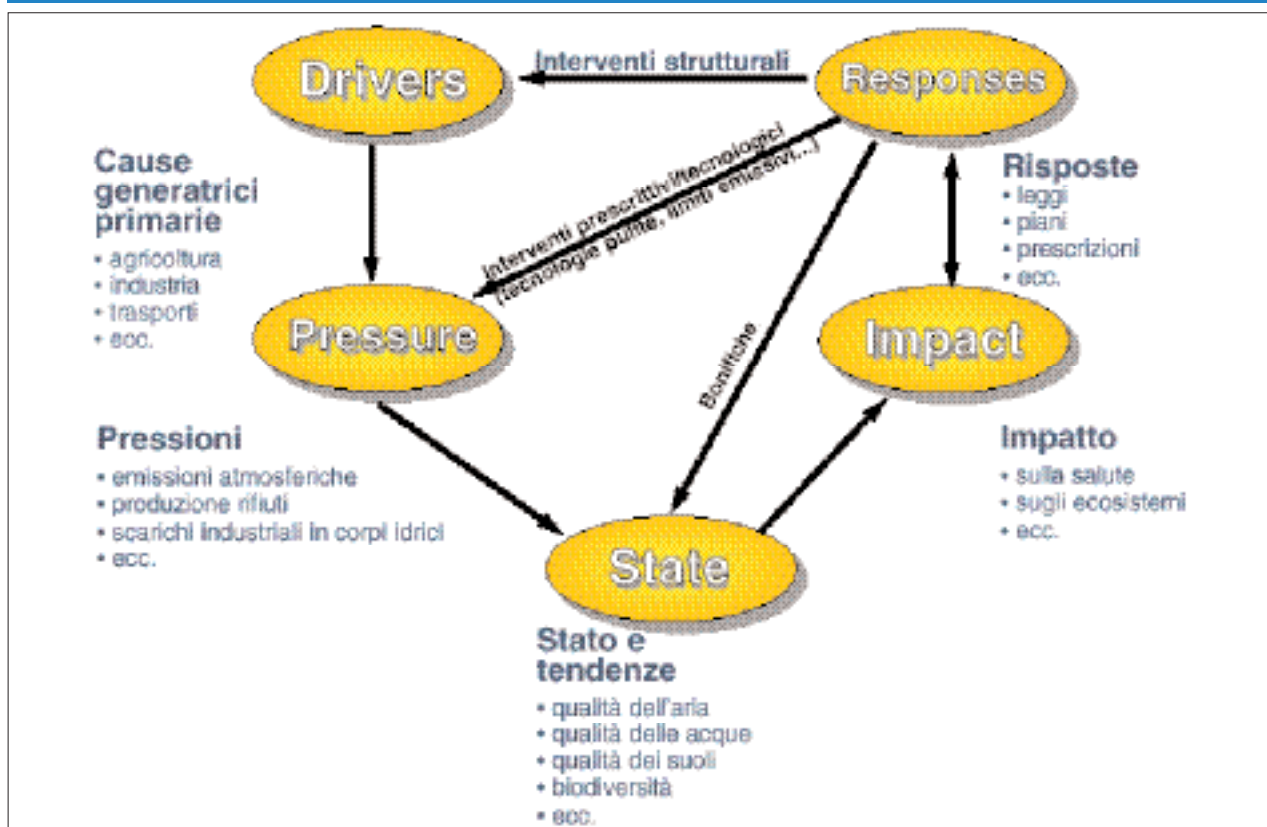 Drivers
Interventi strutturali
Responses
Cause
generatrici
primarie
• agricoltura
• industria
• trasporti
• ecc.
Interventi prescrittivi/tecnologici
(tecnologie pulite, limiti emissivi...)
Risposte
• leggi
• piani
• prescrizioni
• ecc.
Pressure
Bonifiche
Impact
Pressioni
• emissioni atmosferiche
• produzione rifiuti
• scarichi industriali in corpi idrici
• ecc.
Impatto
• sulla salute
• sugli ecosistemi
• ecc.
State
Stato e
tendenze
• qualità dell'aria
• qualità delle acque
• qualità dei suoli
• biodiversità
• ecc.